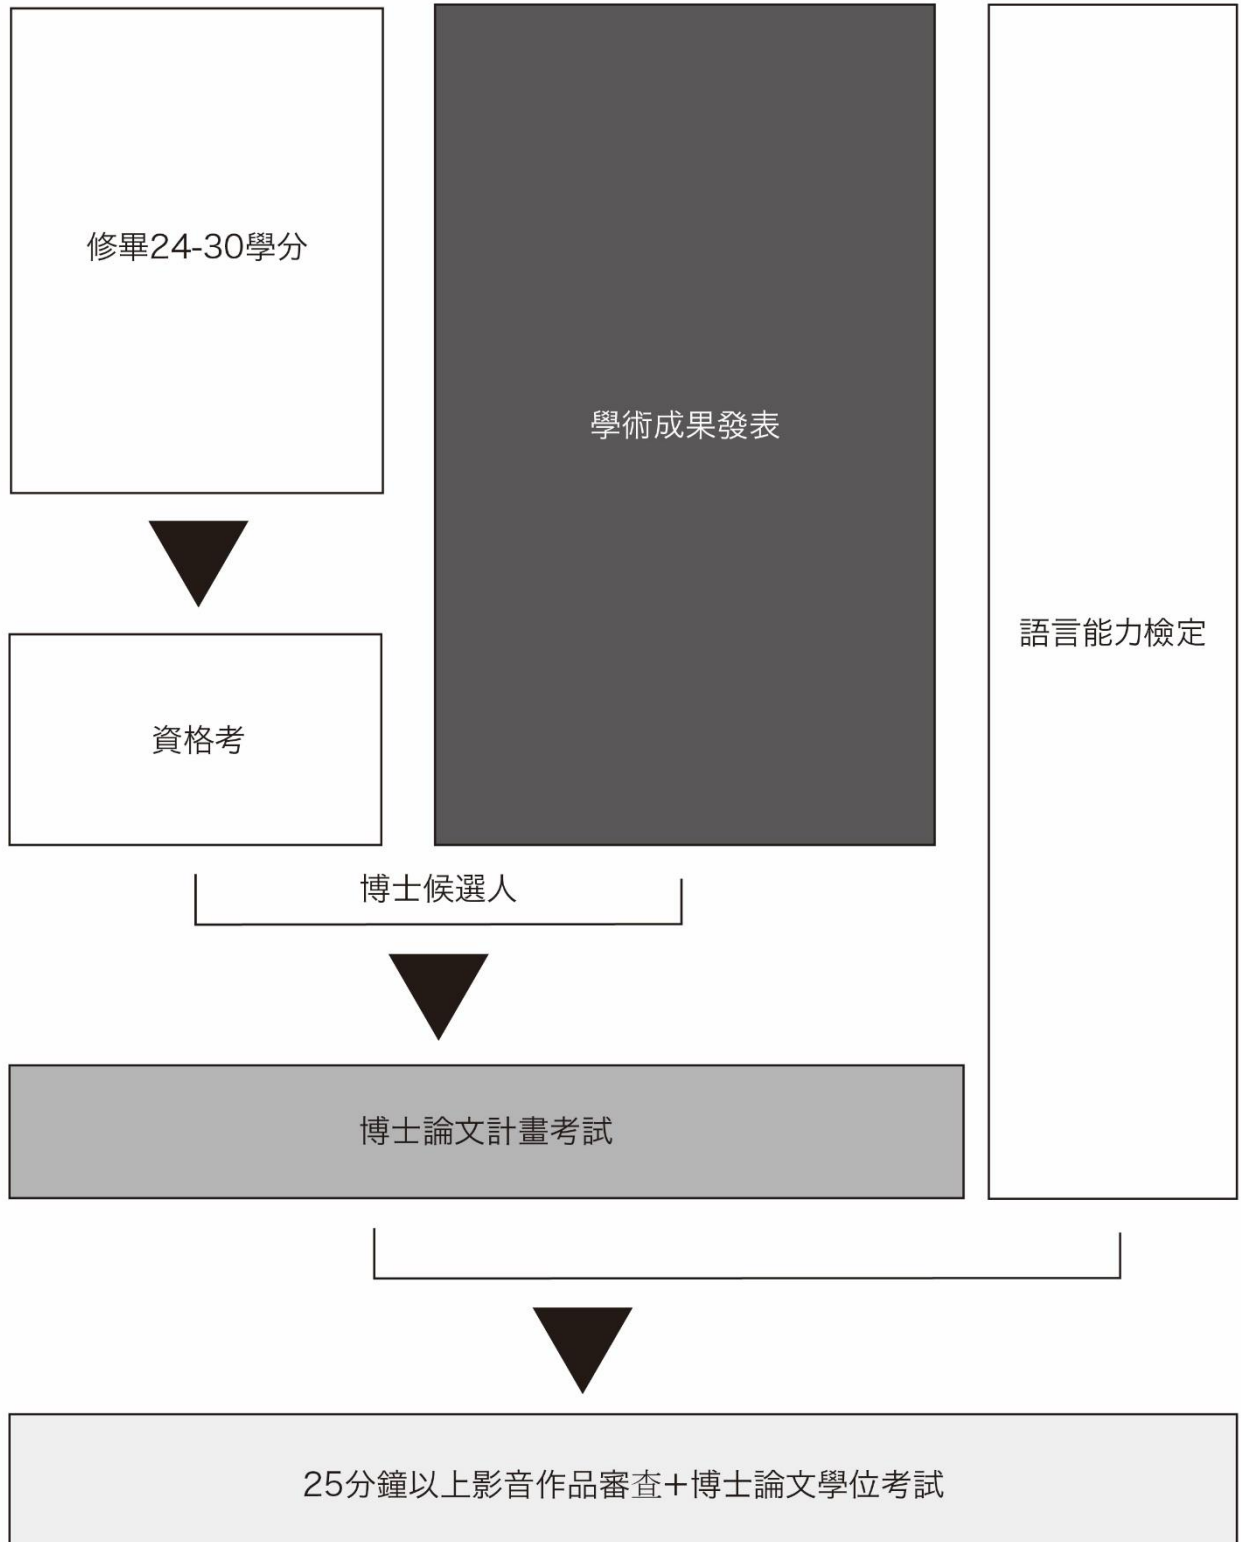 修畢24-30學分
學術成果發表
語言能力檢定
資格考
博士候選人
博士論文計畫考試
25分鐘以上影音作品審查+博士論文學位考試